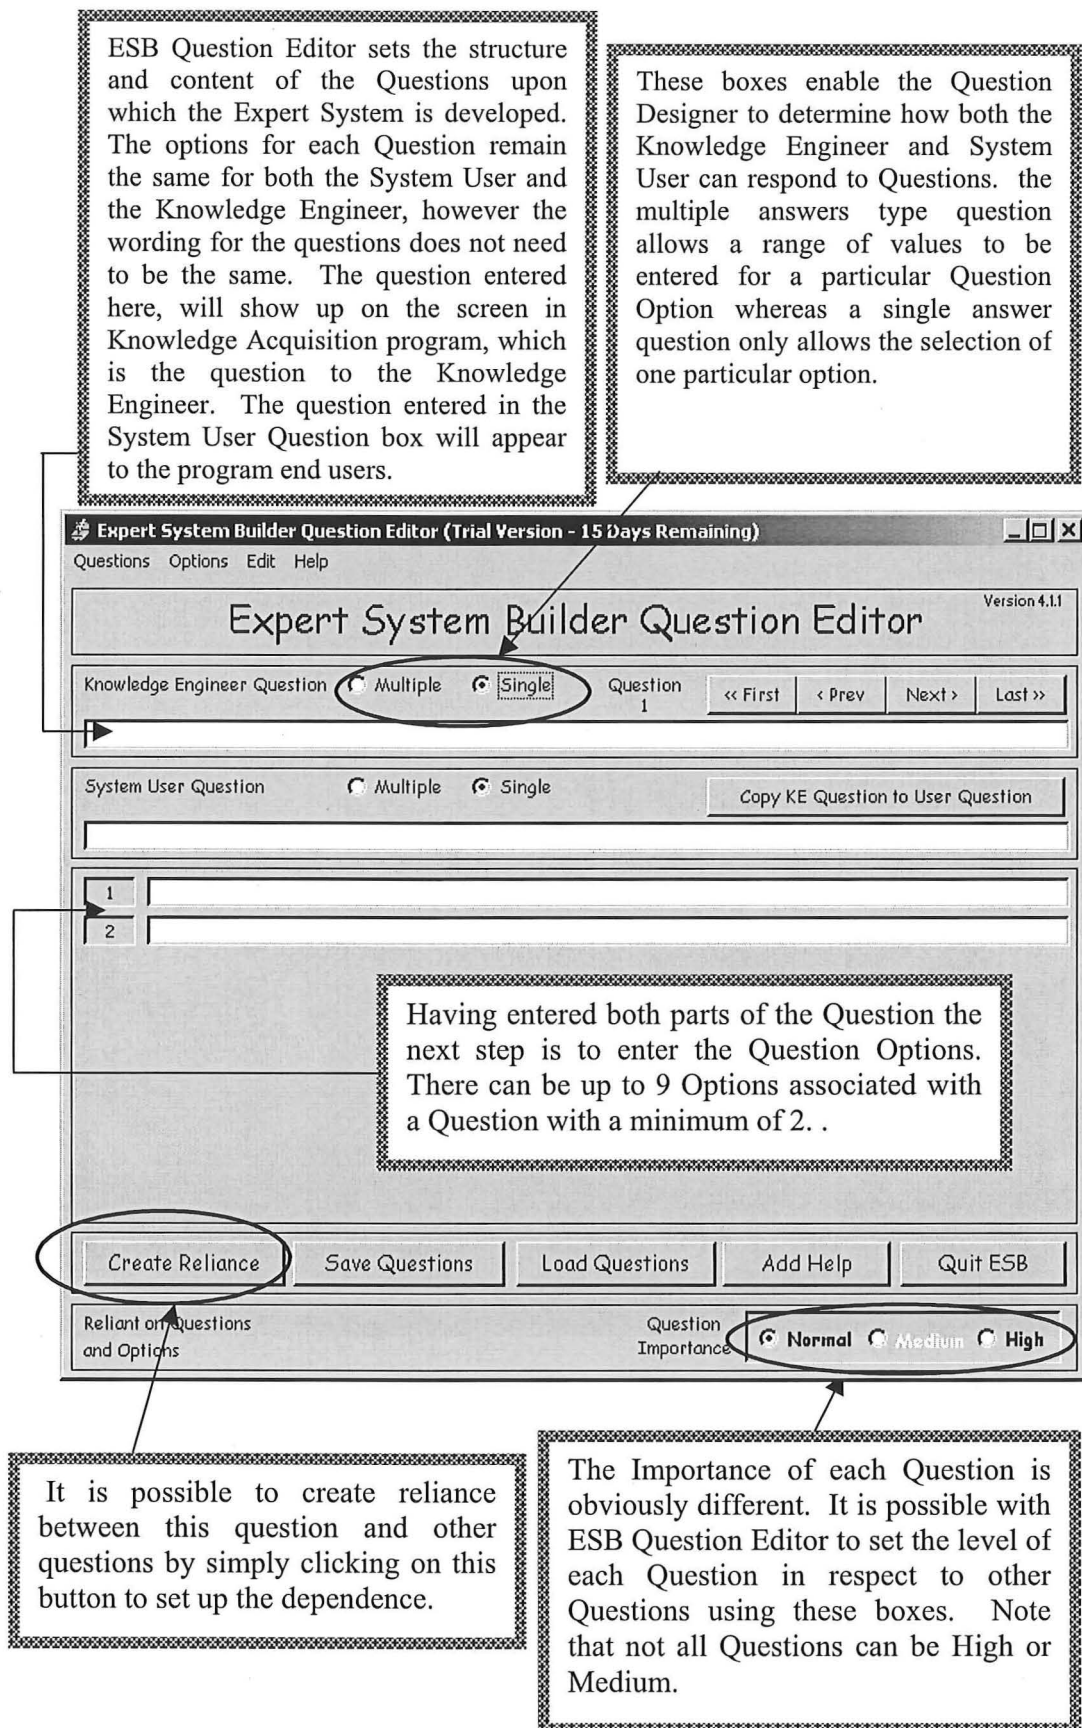 ESB Question Editor sets the structure
and content of the Questions upon
which the Expert System is developed.
The options for each Question remain
the same for both the System User and
the Knowledge Engineer, however the
wording for the questions does not need
to be the same. The question entered
here, will show up on the screen in
Knowledge Acquisition program, which
is the question to the Knowledge
Engineer. The question entered in the
System User Question box will appear
to the program end users.
These boxes enable the Question
Designer to determine how both the
Knowledge Engineer and System
User can respond to Questions. the
multiple answers type question
allows a range of values to be
entered for a particular Question
Option whereas a single answer
question only allows the selection of
one particular option.
Expert System Builder Question Editor (Trial Version - 15 Days Remaining)
Questions Options Edit Help
Expert System Builder Question Editor
Version 4.1.1
Knowledge Engineer Question Multiple Single Question 1 << First < Prev Next > Last >>
System User Question Multiple Single Copy KE Question to User Question
1
2
Having entered both parts of the Question the
next step is to enter the Question Options.
There can be up to 9 Options associated with
a Question with a minimum of 2. .
Create Reliance Save Questions Load Questions Add Help Quit ESB
Reliant on Questions
and Options
Question
Importance
Normal Medium High
It is possible to create reliance
between this question and other
questions by simply clicking on this
button to set up the dependence.
The Importance of each Question is
obviously different. It is possible with
ESB Question Editor to set the level of
each Question in respect to other
Questions using these boxes. Note
that not all Questions can be High or
Medium.